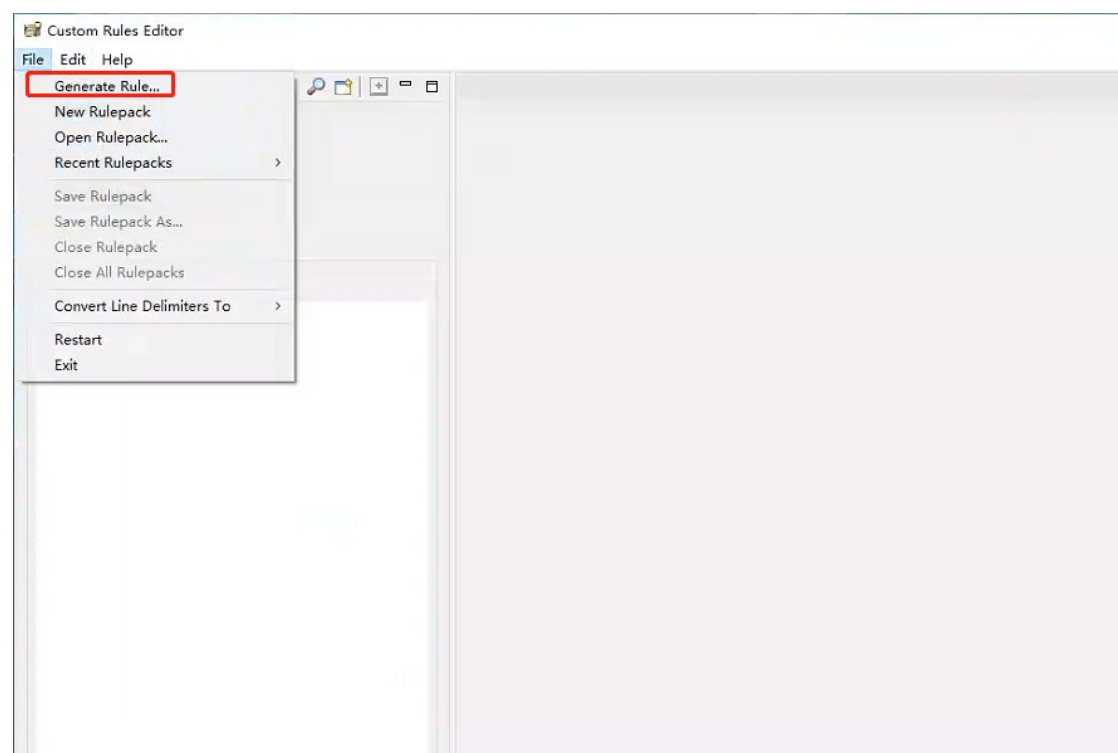 Custom Rules Editor
File Edit Help
Generate Rule...
New Rulepack
Open Rulepack...
Recent Rulepacks
Save Rulepack
Save Rulepack As...
Close Rulepack
Close All Rulepacks
Convert Line Delimiters To
Restart
Exit